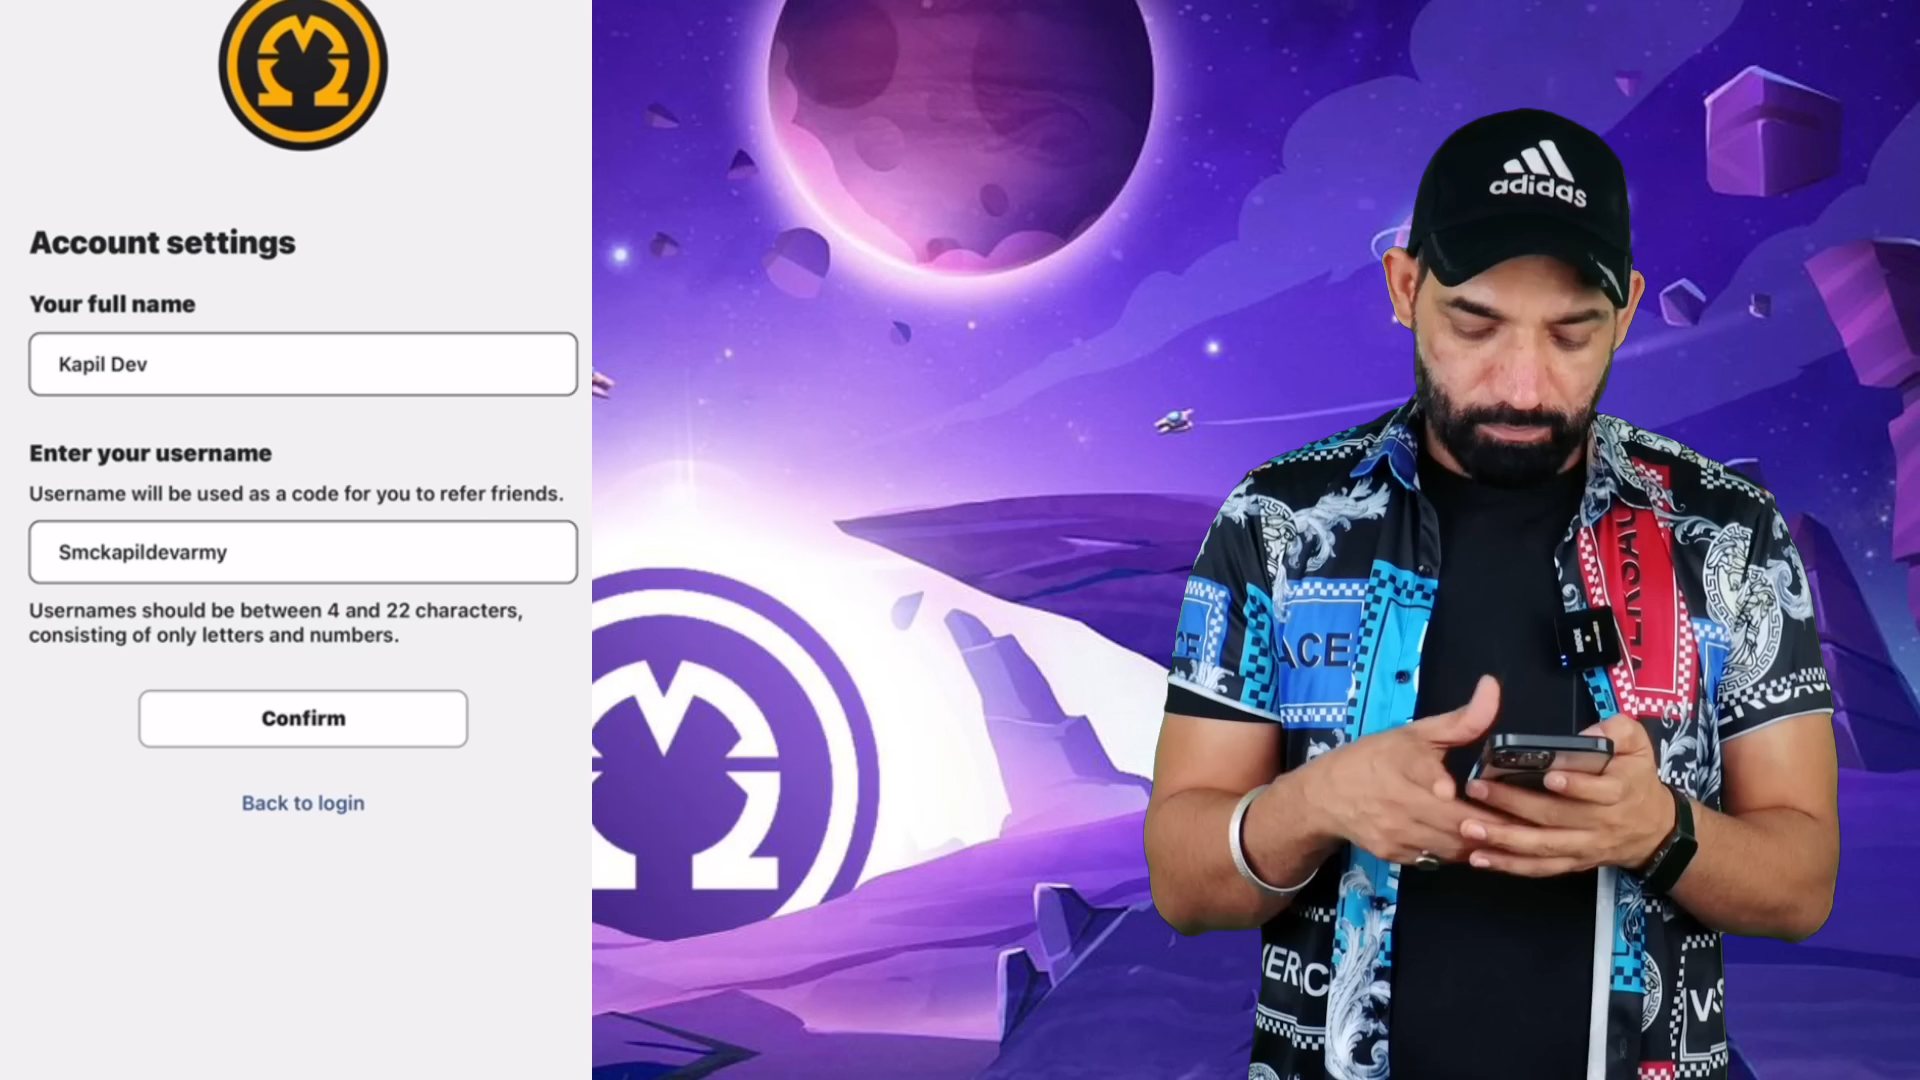 Account settings
Your full name
Kapil Dev
Enter your username
Username will be used as a code for you to refer friends.
Smckapildevarmy
Usernames should be between 4 and 22 characters,
consisting of only letters and numbers.
Confirm
Back to login
adidas
ACE
RODE